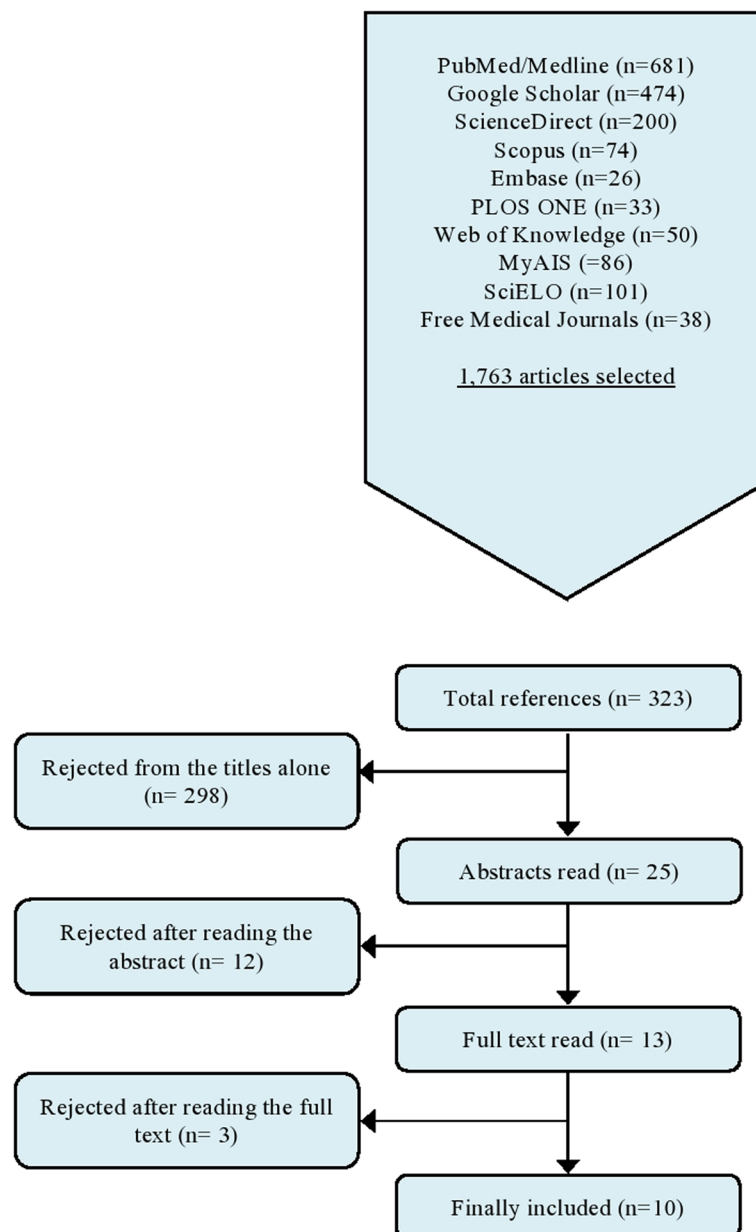 PubMed/Medline (n=681)
Google Scholar (n=474)
ScienceDirect (n=200)
Scopus (n=74)
Embase (n=26)
PLOS ONE (n=33)
Web of Knowledge (n=50)
MyAIS (=86)
SciELO (n=101)
Free Medical Journals (n=38)
1,763 articles selected
Total references (n= 323)
Rejected from the titles alone
(n= 298)
Abstracts read (n= 25)
Rejected after reading the
abstract (n= 12)
Full text read (n= 13)
Rejected after reading the full
text (n= 3)
Finally included (n=10)